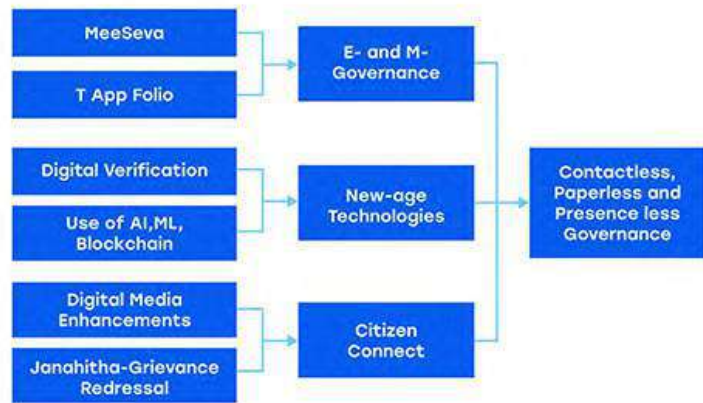 MeeSeva
T App Folio
Digital Verification
Use of AI,ML,
Blockchain
Digital Media
Enhancements
Janahitha-Grievance
Redressal
E- and M-
Governance
New-age
Technologies
Citizen
Connect
Contactless,
Paperless and
Presence less
Governance